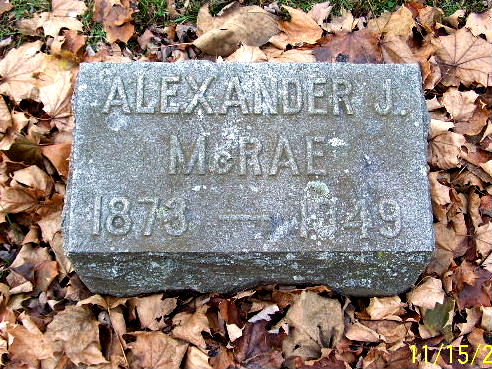 ALEXANDER J.
McRAE
1873 — 1949
11/15/2